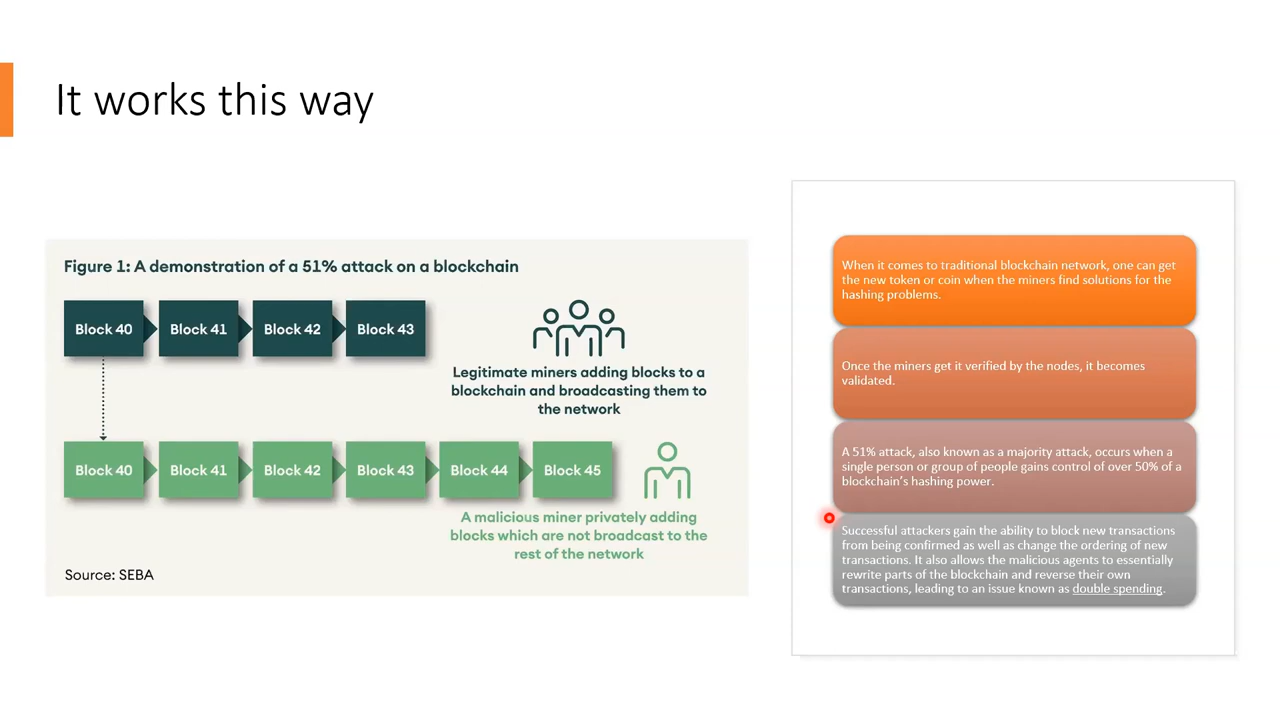 It works this way
Figure 1: A demonstration of a 51% attack on a blockchain
Block 40
Block 41
Block 42
Block 43
Legitimate miners adding blocks to a
blockchain and broadcasting them to
the network
Block 40
Block 41
Block 42
Block 43
Block 44
Block 45
A malicious miner privately adding
blocks which are not broadcast to the
rest of the network
Source: SEBA
When it comes to traditional blockchain network, one can get
the new token or coin when the miners find solutions for the
hashing problems.
Once the miners get it verified by the nodes, it becomes
validated.
A 51% attack, also known as a majority attack, occurs when a
single person or group of people gains control of over 50% of a
blockchain's hashing power.
Successful attackers gain the ability to block new transactions
from being confirmed as well as change the ordering of new
transactions. It also allows the malicious agents to essentially
rewrite parts of the blockchain and reverse their own
transactions, leading to an issue known as double spending.